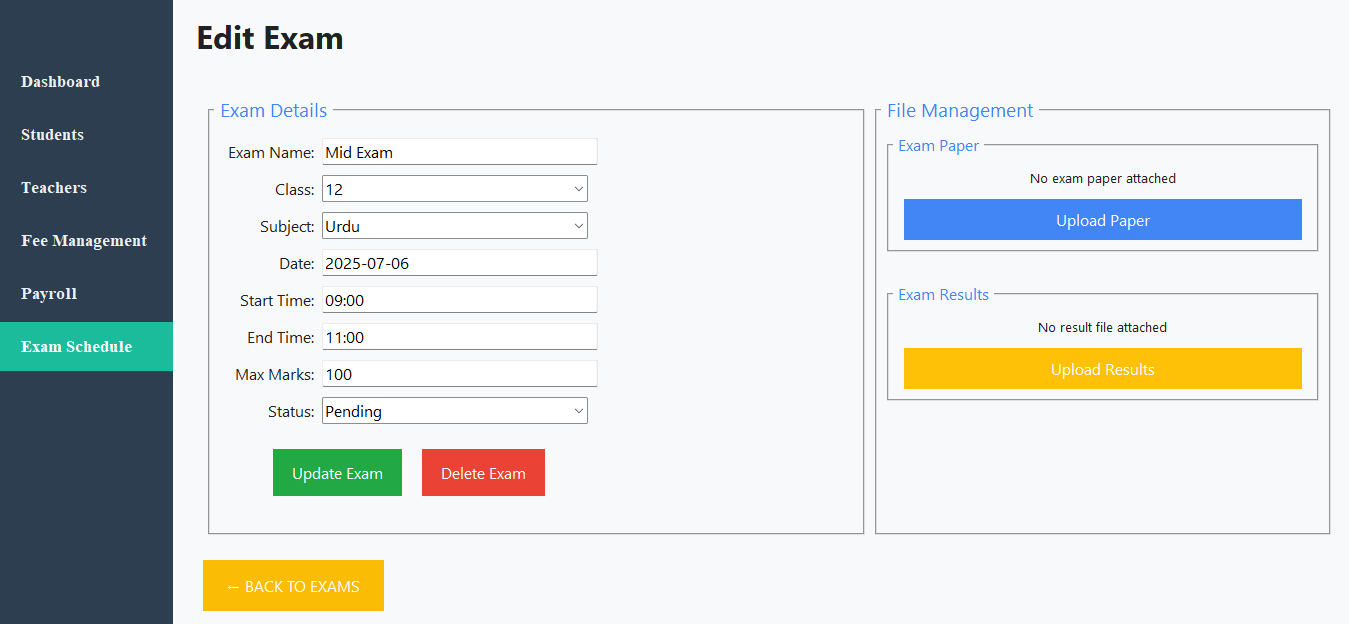 Edit Exam
Dashboard
Students
Teachers
Fee Management
Payroll
Exam Schedule
Exam Details
Exam Name: Mid Exam
Class: 12
Subject: Urdu
Date: 2025-07-06
Start Time: 09:00
End Time: 11:00
Max Marks: 100
Status: Pending
Update Exam Delete Exam
File Management
Exam Paper
No exam paper attached
Upload Paper
Exam Results
No result file attached
Upload Results
← BACK TO EXAMS